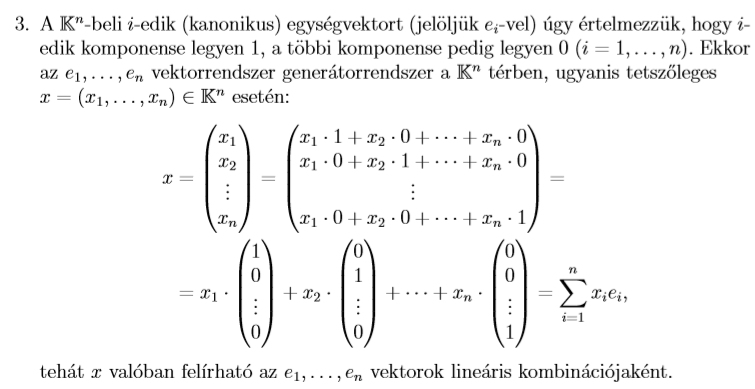 3. A 𝕂ⁿ-beli i-edik (kanonikus) egységvektort (jelöljük eᵢ-vel) úgy értelmezzük, hogy i-
edik komponense legyen 1, a többi komponense pedig legyen 0 (i = 1, . . . , n). Ekkor
az e₁, . . . , eₙ vektorrendszer generátorrendszer a 𝕂ⁿ térben, ugyanis tetszőleges
x = (x₁, . . . , xₙ) ∈ 𝕂ⁿ esetén:
x = (x₁ x₂ ⋮ xₙ) = (x₁ · 1 + x₂ · 0 + · · · + xₙ · 0
x₁ · 0 + x₂ · 1 + · · · + xₙ · 0
⋮
x₁ · 0 + x₂ · 0 + · · · + xₙ · 1) =
= x₁ · (1 0 ⋮ 0) + x₂ · (0 1 ⋮ 0) + · · · + xₙ · (0 0 ⋮ 1) = ∑ᵢ₌₁ⁿ xᵢeᵢ,
tehát x valóban felírható az e₁, . . . , eₙ vektorok lineáris kombinációjaként.